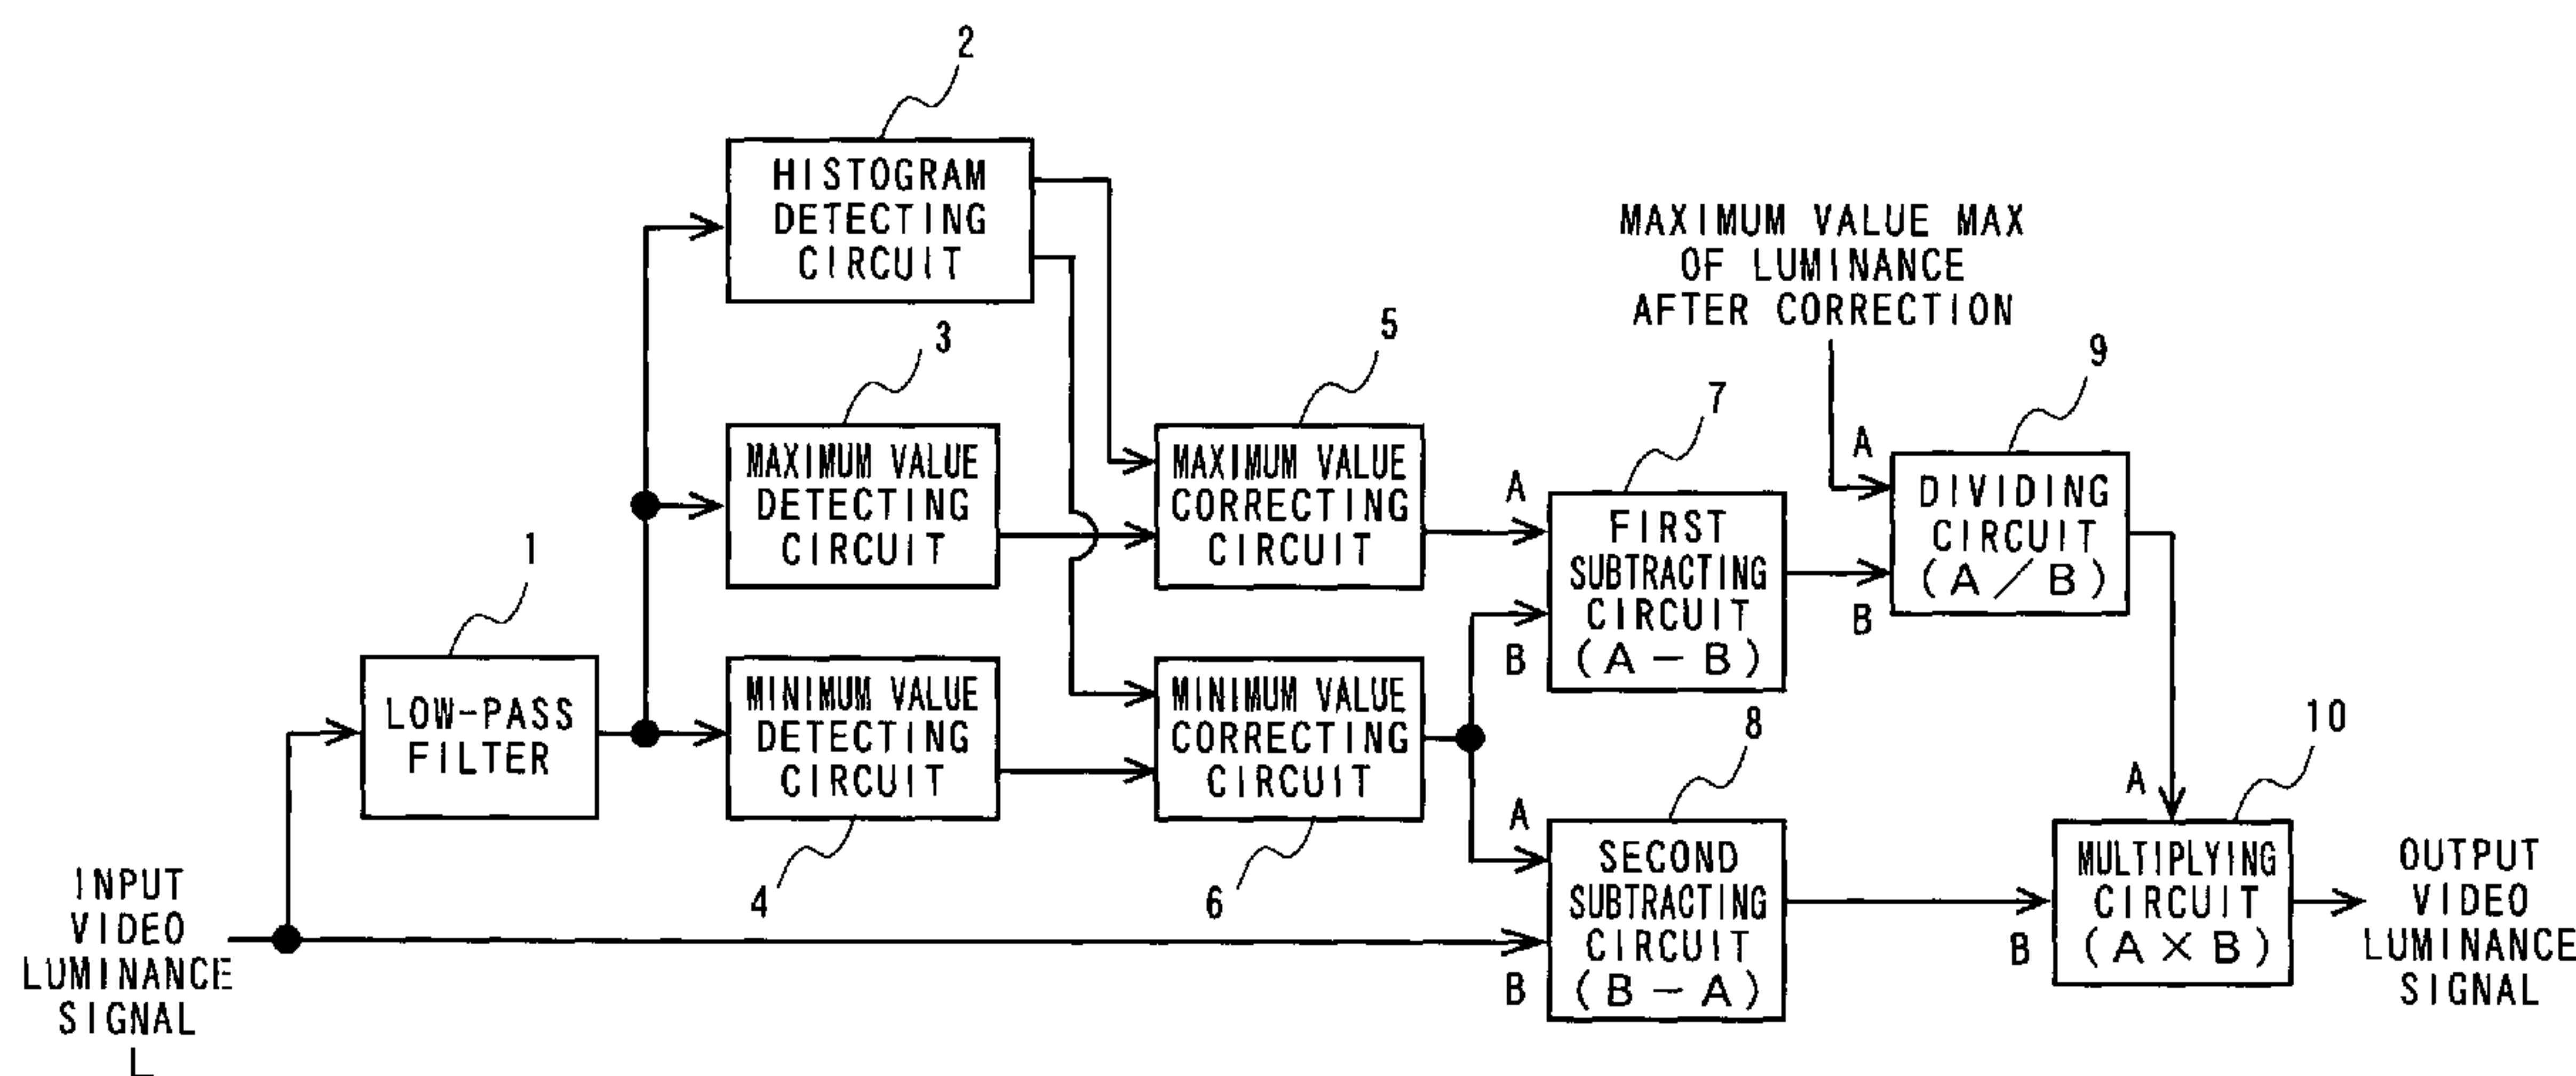 2
HISTOGRAM
DETECTING
CIRCUIT
MAXIMUM VALUE MAX
OF LUMINANCE
AFTER CORRECTION
3
MAXIMUM VALUE
DETECTING
CIRCUIT
5
MAXIMUM VALUE
CORRECTING
CIRCUIT
7
A
B
FIRST
SUBTRACTING
CIRCUIT
(A-B)
9
A
B
DIVIDING
CIRCUIT
(A/B)
1
LOW-PASS
FILTER
MINIMUM VALUE
DETECTING
CIRCUIT
4
MINIMUM VALUE
CORRECTING
CIRCUIT
6
8
A
B
SECOND
SUBTRACTING
CIRCUIT
(B-A)
10
A
B
MULTIPLYING
CIRCUIT
(A×B)
INPUT
VIDEO
LUMINANCE
SIGNAL
L
OUTPUT
VIDEO
LUMINANCE
SIGNAL